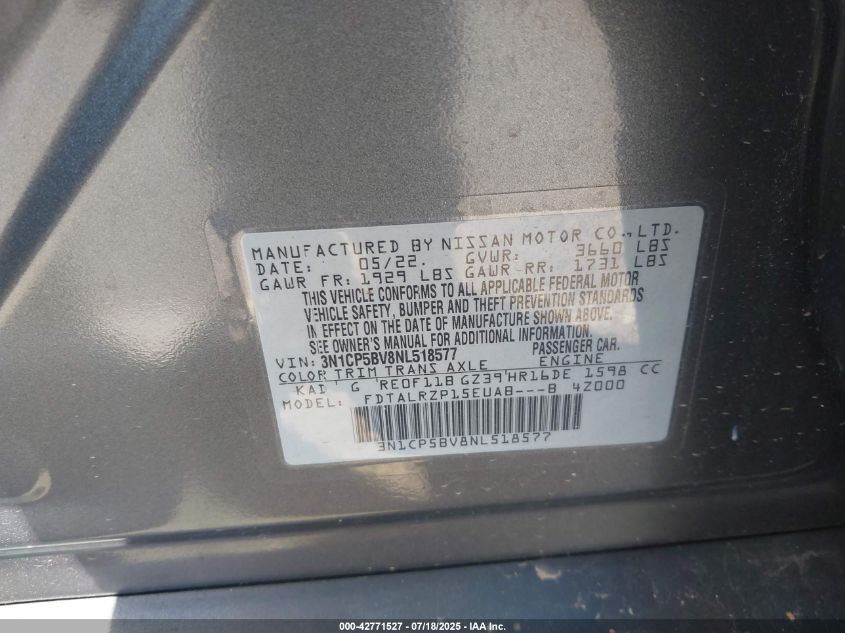 MANUFACTURED BY NISSAN MOTOR CO., LTD.
DATE: 05/22. GVWR: 3660 LBS
GAWR FR: 1929 LBS GAWR-RR: 1731 LBS
THIS VEHICLE CONFORMS TO ALL APPLICABLE FEDERAL MOTOR
VEHICLE SAFETY, BUMPER AND THEFT PREVENTION STANDARDS
IN EFFECT ON THE DATE OF MANUFACTURE SHOWN ABOVE.
SEE OWNER'S MANUAL FOR ADDITIONAL INFORMATION.
VIN: 3N1CP5BV8NL518577 PASSENGER CAR.
COLOR TRIM TRANS AXLE ENGINE
KAD G RE0F11B GZ39 HR16DE 1598 CC
MODEL: FDTALRZP15EUAB---B 4Z000
3N1CP5BV8NL518577
000-42771527 - 07/18/2025 - IAA Inc.